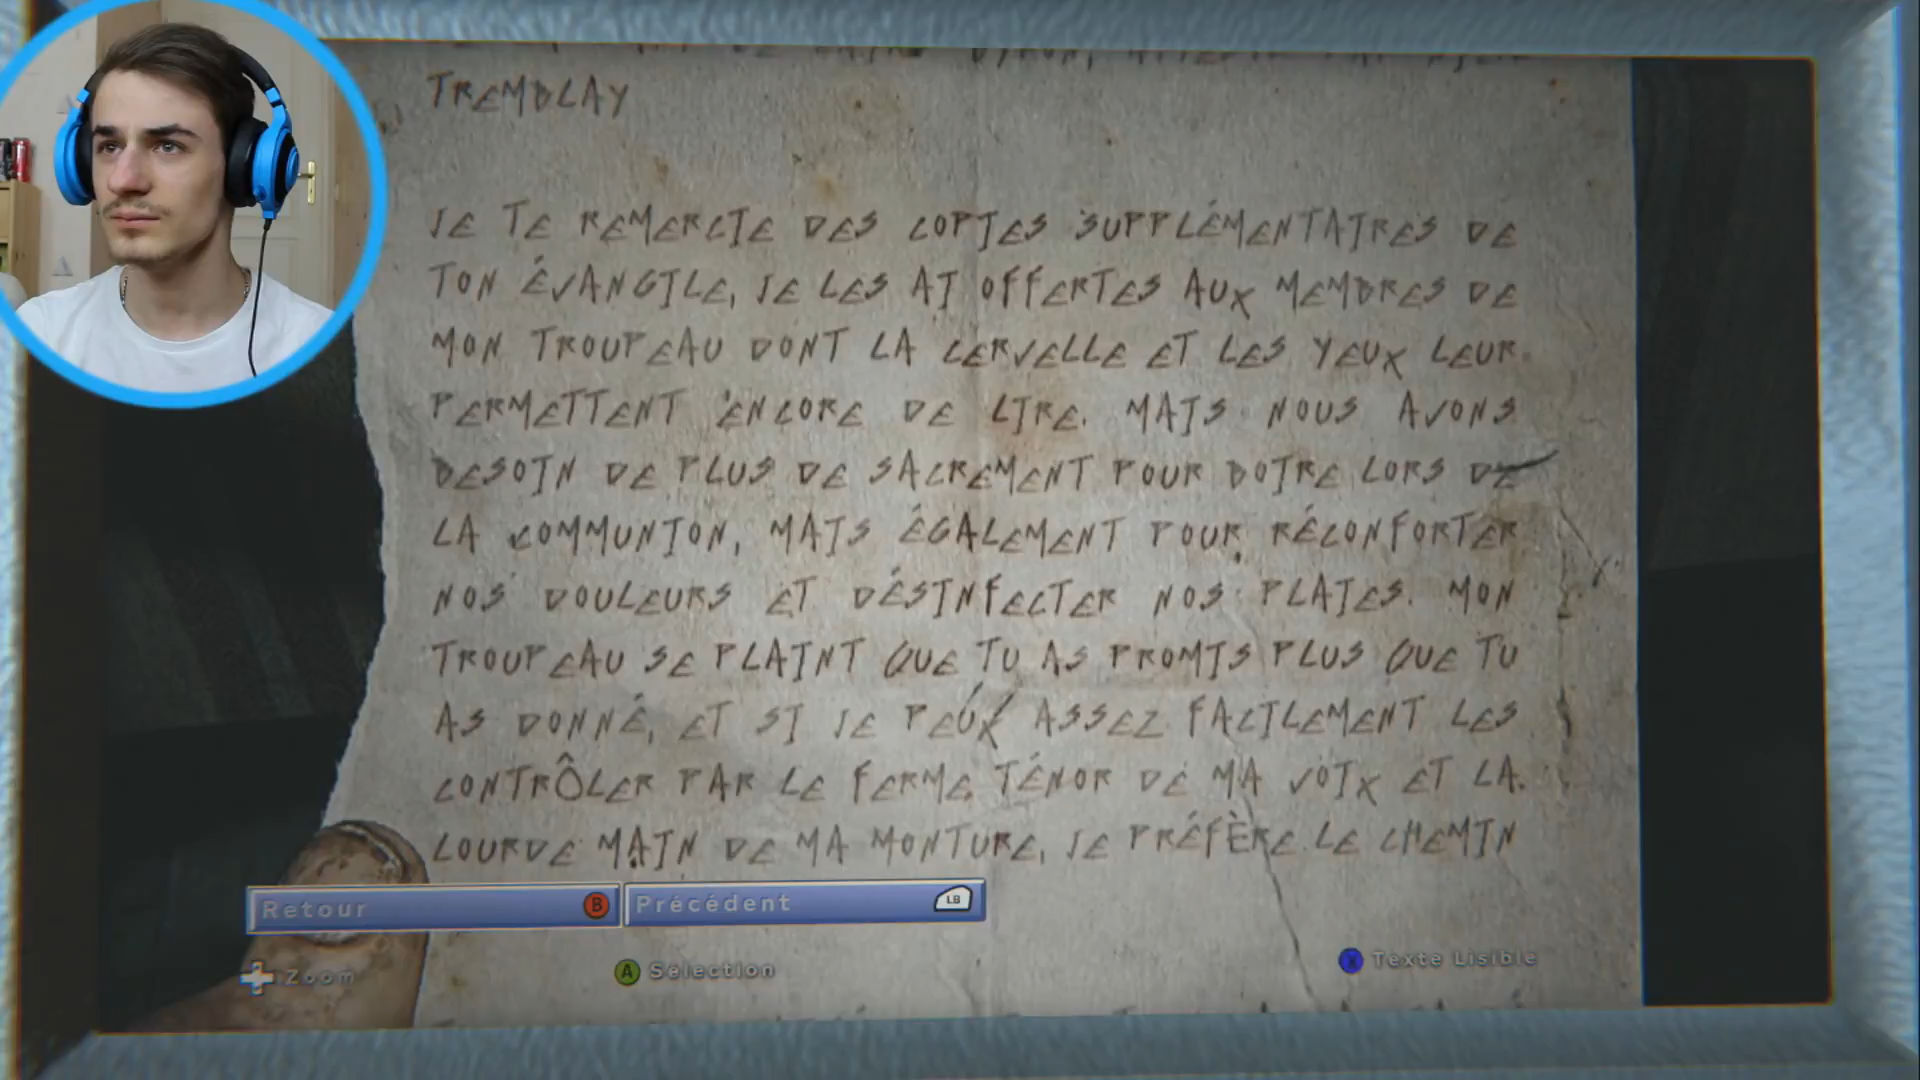 TREMBLAY
JE TE REMERCIE DES COPIES SUPPLÉMENTAIRES DE
TON ÉVANGILE, JE LES AI OFFERTES AUX MEMBRES DE
MON TROUPEAU DONT LA CERVELLE ET LES YEUX LEUR
PERMETTENT ENCORE DE LIRE. MAIS NOUS AVONS
BESOIN DE PLUS DE SACREMENT POUR BOIRE LORS DE
LA COMMUNION, MAIS ÉGALEMENT POUR RÉCONFORTER
NOS DOULEURS ET DÉSINFECTER NOS PLAIES. MON
TROUPEAU SE PLAINT QUE TU AS PROMIS PLUS QUE TU
AS DONNÉ, ET SI JE PEUX ASSEZ FACILEMENT LES
CONTRÔLER PAR LE FERME TÉNOR DE MA VOIX ET LA
LOURDE MAIN DE MA MONTURE, JE PRÉFÈRE LE CHEMIN
Retour B Précédent LB
Zoom A Sélection X Texte Lisible